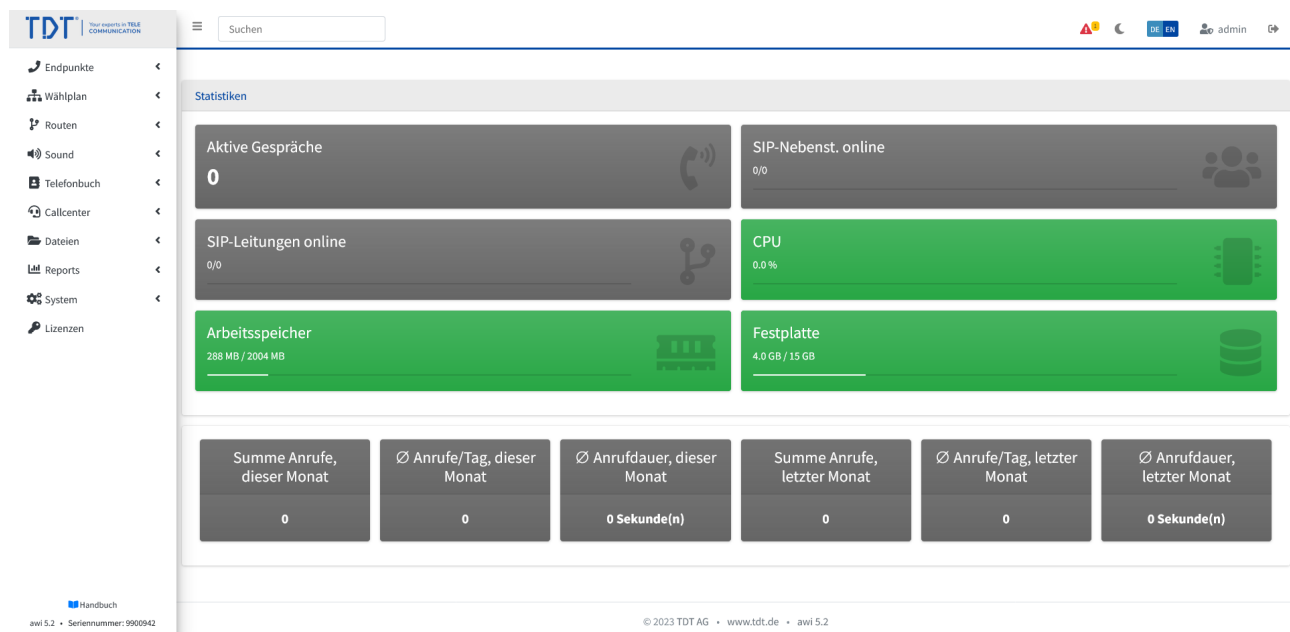 TDT® Your experts in TELE
COMMUNICATION
Suchen
1
DE EN
admin
Endpunkte
Wählplan
Routen
Sound
Telefonbuch
Callcenter
Dateien
Reports
System
Lizenzen
Handbuch
awi 5.2 • Seriennummer: 9900942
Statistiken
Aktive Gespräche
0
SIP-Nebenst. online
0/0
SIP-Leitungen online
0/0
CPU
0.0 %
Arbeitsspeicher
288 MB / 2004 MB
Festplatte
4.0 GB / 15 GB
Summe Anrufe,
dieser Monat
0
∅ Anrufe/Tag, dieser
Monat
0
∅ Anrufdauer, dieser
Monat
0 Sekunde(n)
Summe Anrufe,
letzter Monat
0
∅ Anrufe/Tag, letzter
Monat
0
∅ Anrufdauer,
letzter Monat
0 Sekunde(n)
© 2023 TDT AG • www.tdt.de • awi 5.2